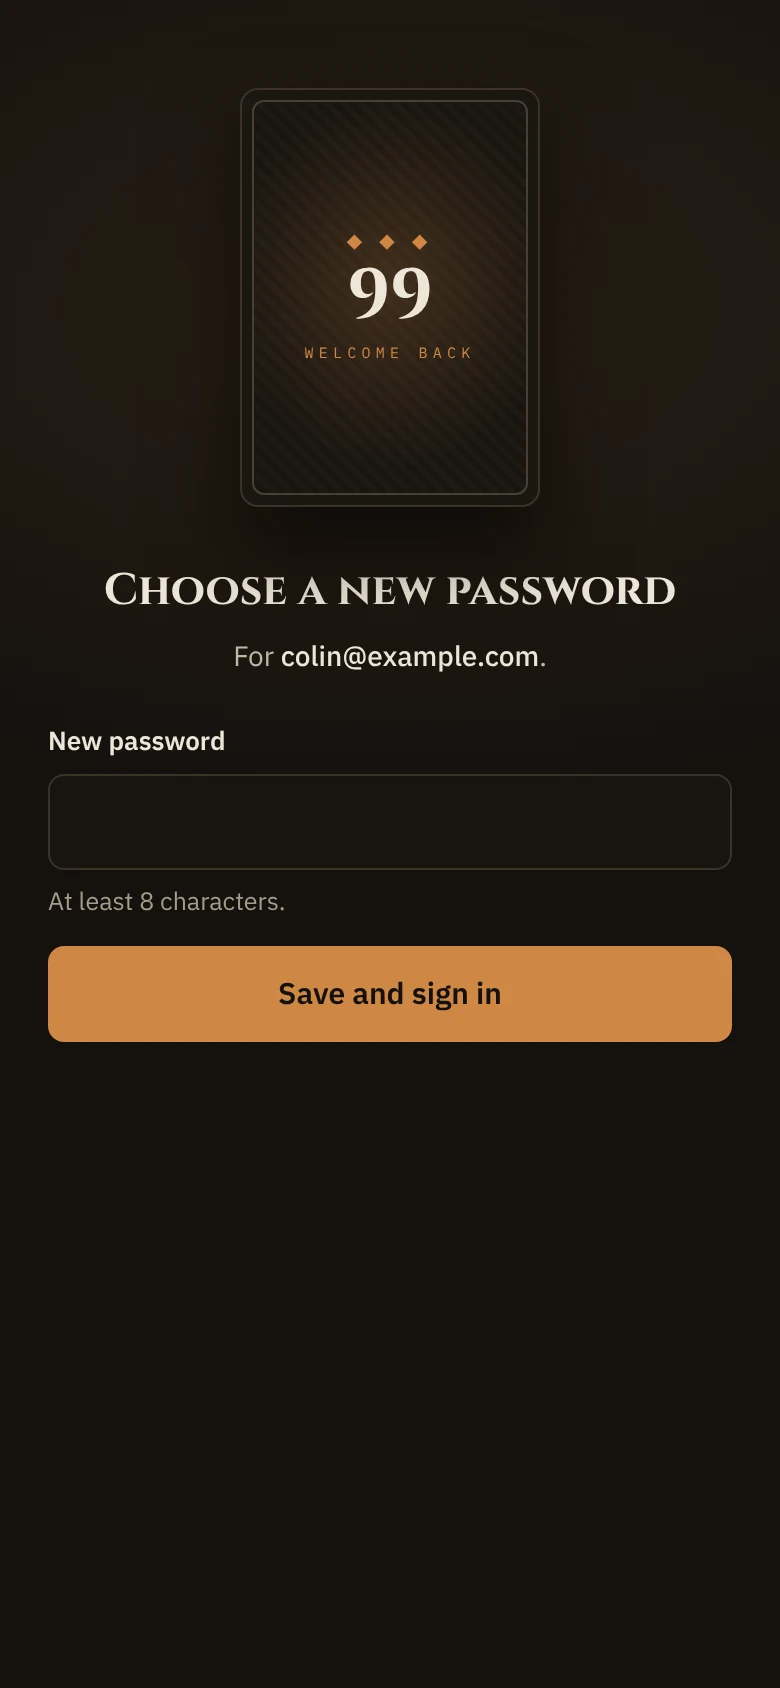 99
WELCOME BACK
Choose a new password
For colin@example.com.
New password
At least 8 characters.
Save and sign in